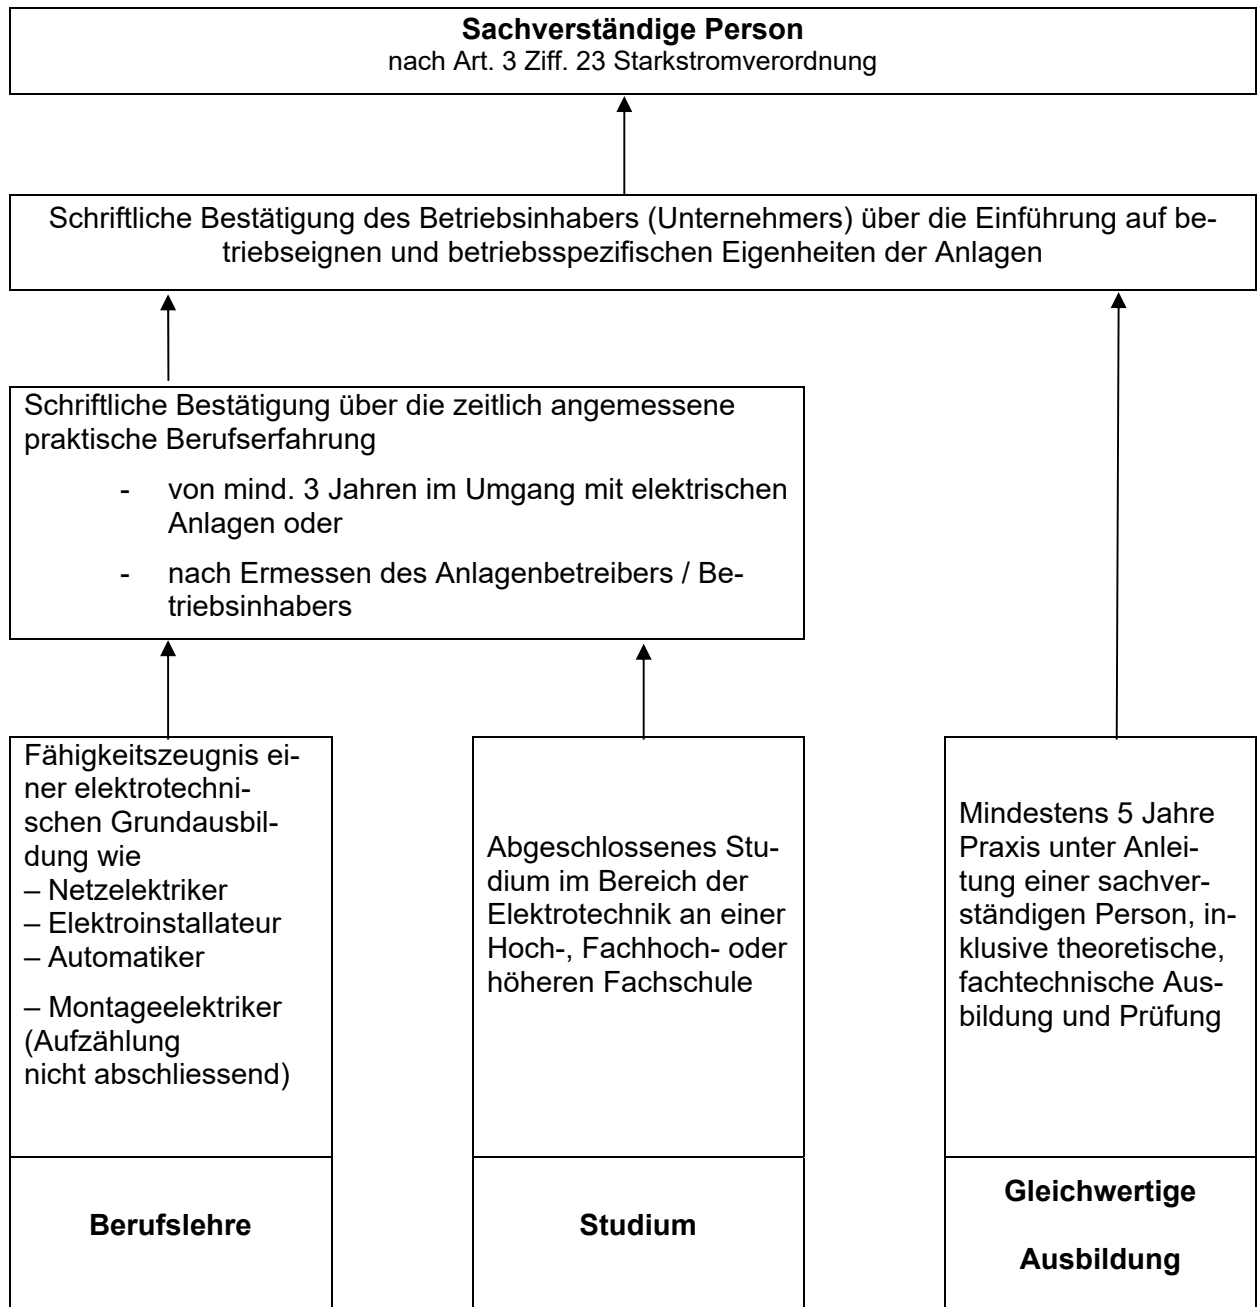 Sachverständige Person
nach Art. 3 Ziff. 23 Starkstromverordnung
Schriftliche Bestätigung des Betriebsinhabers (Unternehmers) über die Einführung auf be-
triebseignen und betriebsspezifischen Eigenheiten der Anlagen
Schriftliche Bestätigung über die zeitlich angemessene
praktische Berufserfahrung
- von mind. 3 Jahren im Umgang mit elektrischen
Anlagen oder
- nach Ermessen des Anlagenbetreibers / Be-
triebsinhabers
Fähigkeitszeugnis ei-
ner elektrotechni-
schen Grundausbil-
dung wie
– Netzelektriker
– Elektroinstallateur
– Automatiker
– Montageelektriker
(Aufzählung
nicht abschliessend)
Berufslehre
Abgeschlossenes Stu-
dium im Bereich der
Elektrotechnik an einer
Hoch-, Fachhoch- oder
höheren Fachschule
Studium
Mindestens 5 Jahre
Praxis unter Anlei-
tung einer sachver-
ständigen Person, in-
klusive theoretische,
fachtechnische Aus-
bildung und Prüfung
Gleichwertige
Ausbildung